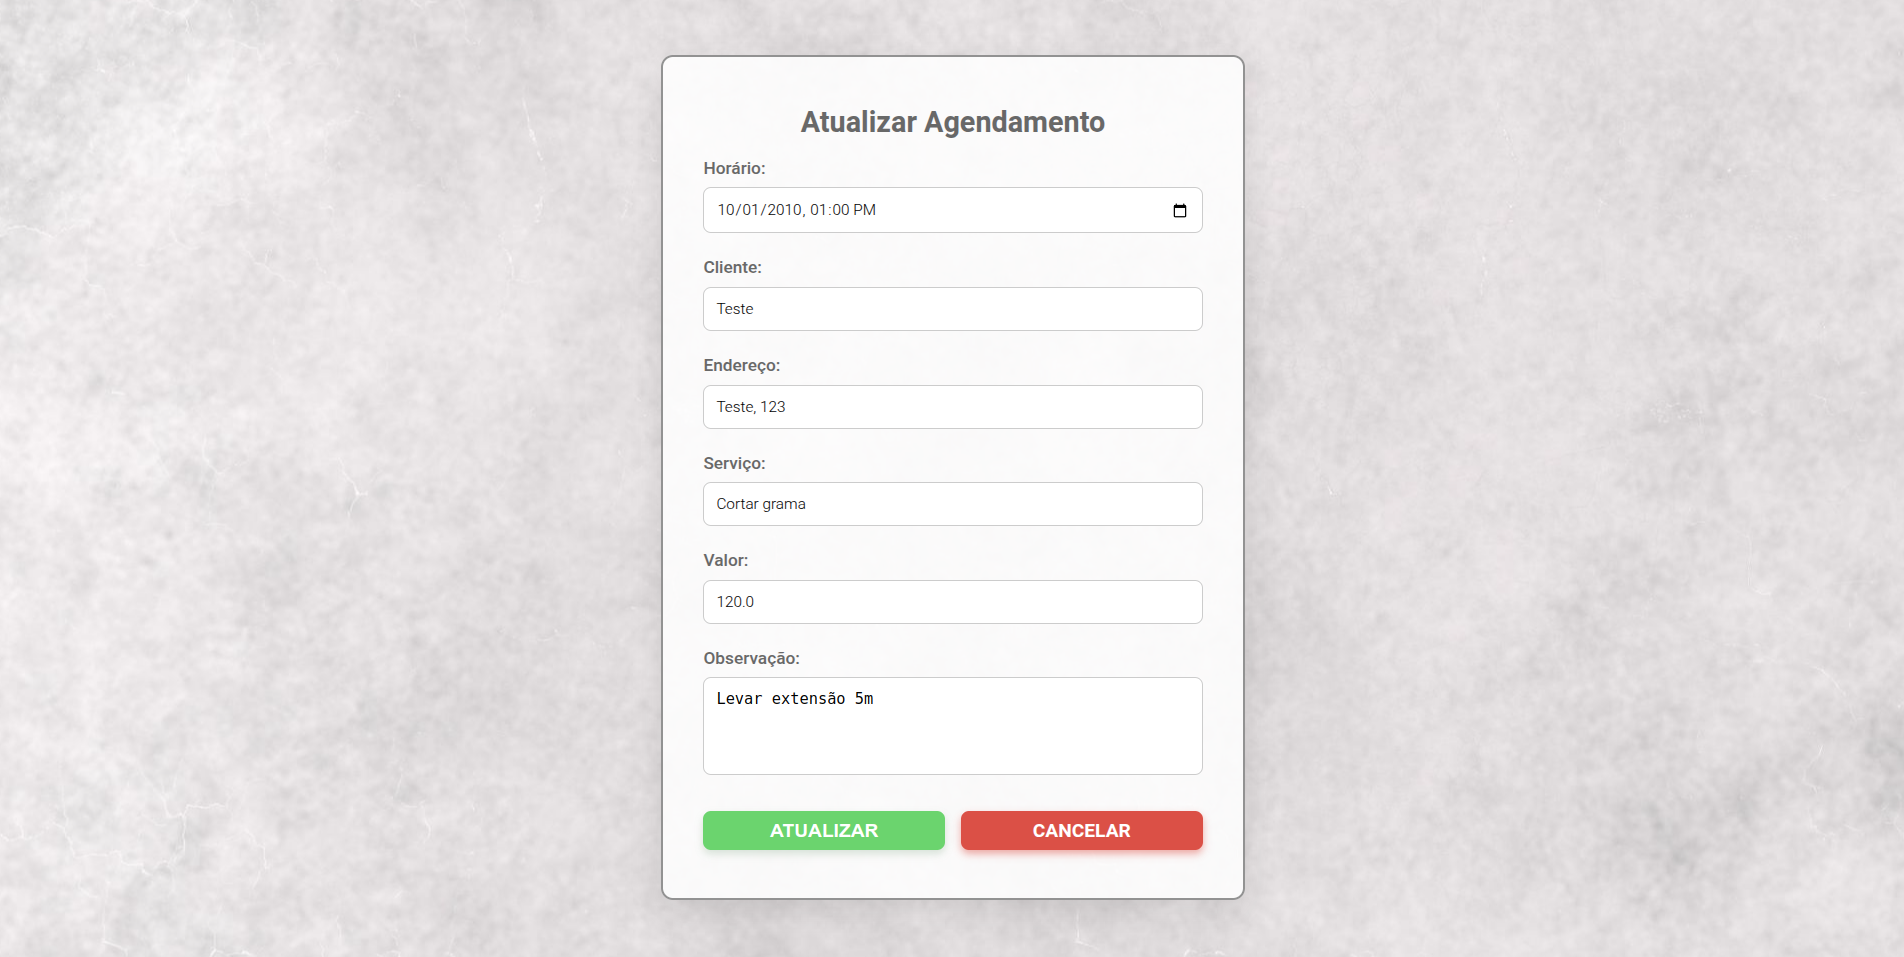 Atualizar Agendamento
Horário:
10/01/2010, 01:00 PM
Cliente:
Teste
Endereço:
Teste, 123
Serviço:
Cortar grama
Valor:
120.0
Observação:
Levar extensão 5m
ATUALIZAR CANCELAR